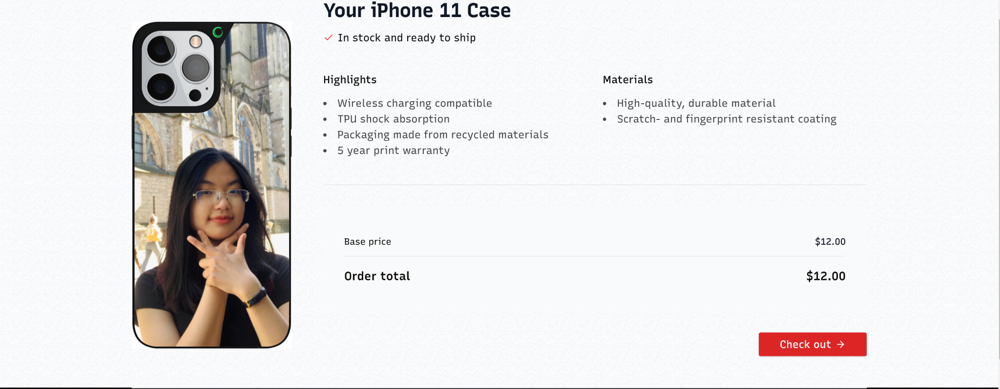 Your iPhone 11 Case
In stock and ready to ship
Highlights
Wireless charging compatible
TPU shock absorption
Packaging made from recycled materials
5 year print warranty
Materials
High-quality, durable material
Scratch- and fingerprint resistant coating
Base price $12.00
Order total $12.00
Check out →